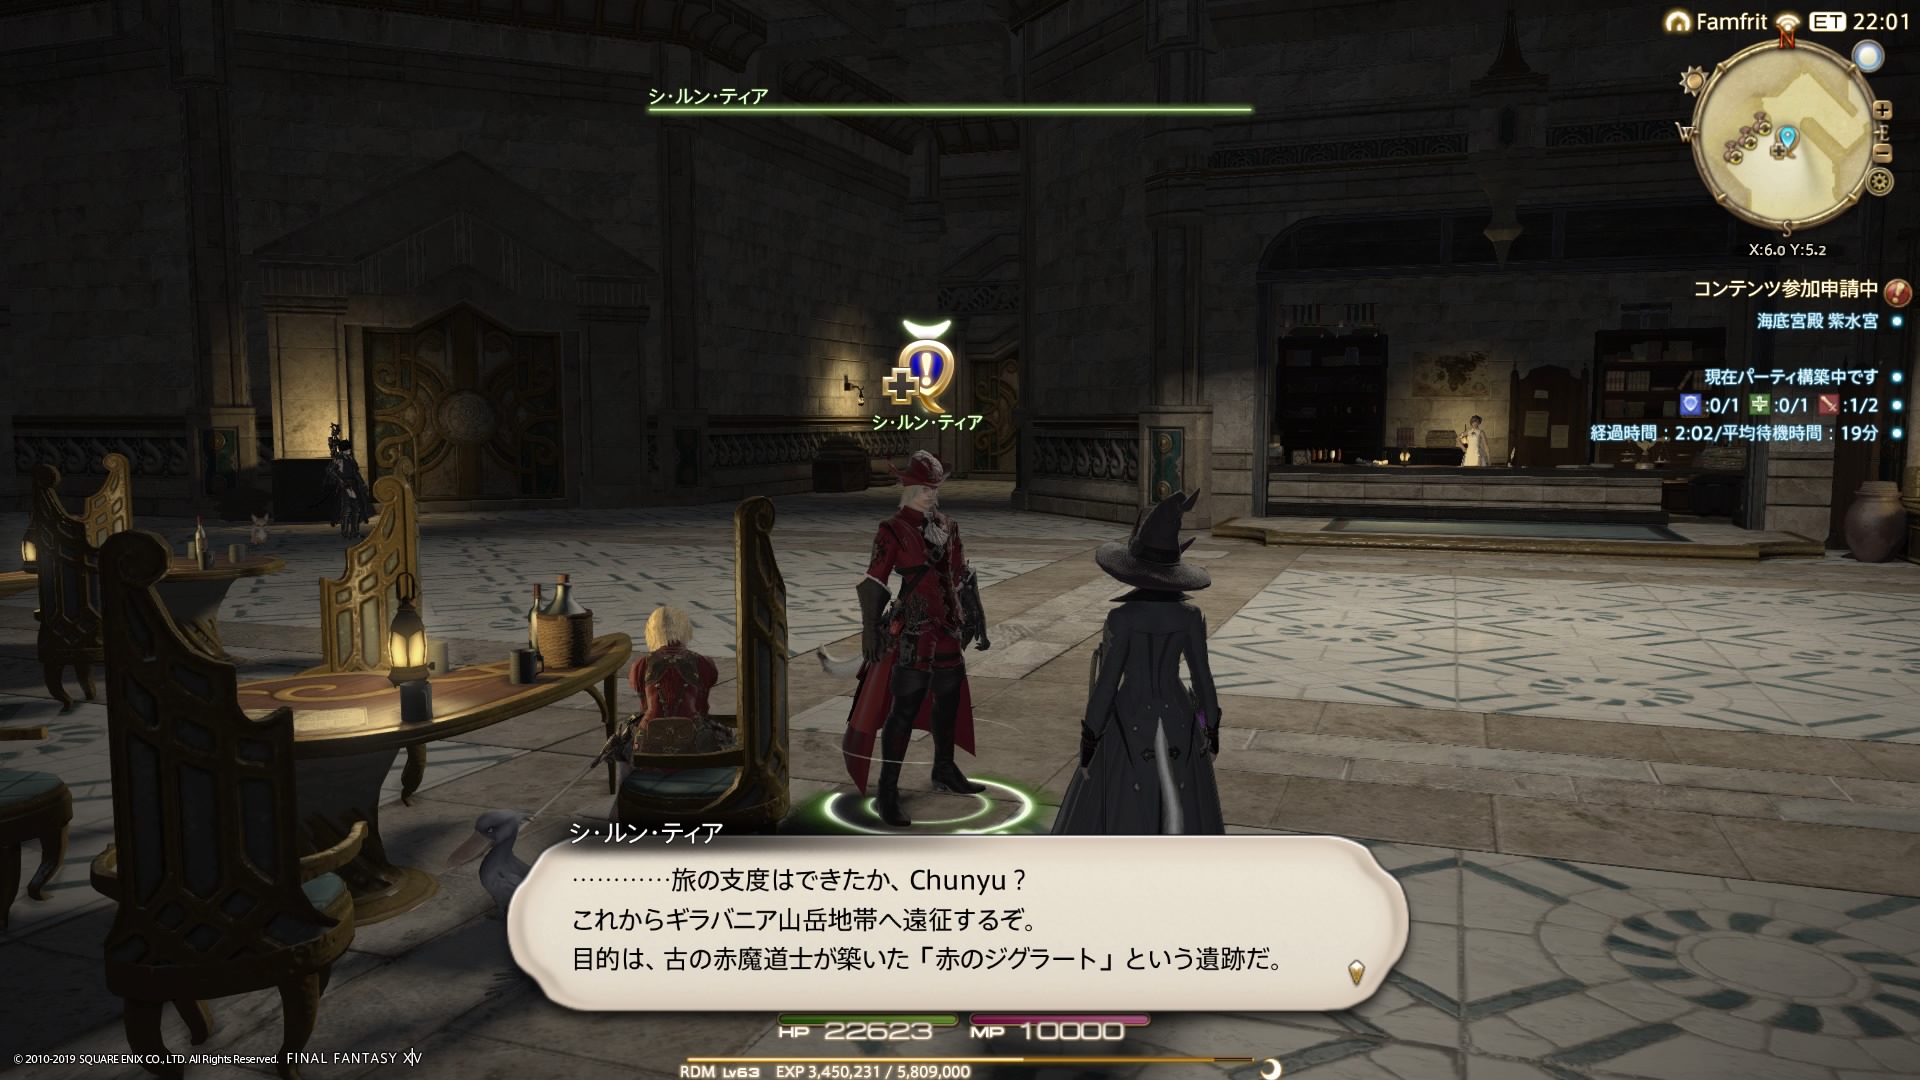 Famfrit ET 22:01
N
W
E
S
X:6.0 Y:5.2
シ・ルン・ティア
コンテンツ参加申請中
海底宮殿 紫水宮
現在パーティ構築中です
:0/1 :0/1 :1/2
経過時間：2:02/平均待機時間：19分
シ・ルン・ティア
シ・ルン・ティア
…………旅の支度はできたか、Chunyu？
これからギラバニア山岳地帯へ遠征するぞ。
目的は、古の赤魔道士が築いた「赤のジグラート」という遺跡だ。
HP 22623 MP 10000
RDM Lv63 EXP 3,450,231 / 5,809,000
© 2010-2019 SQUARE ENIX CO., LTD. All Rights Reserved. FINAL FANTASY XIV